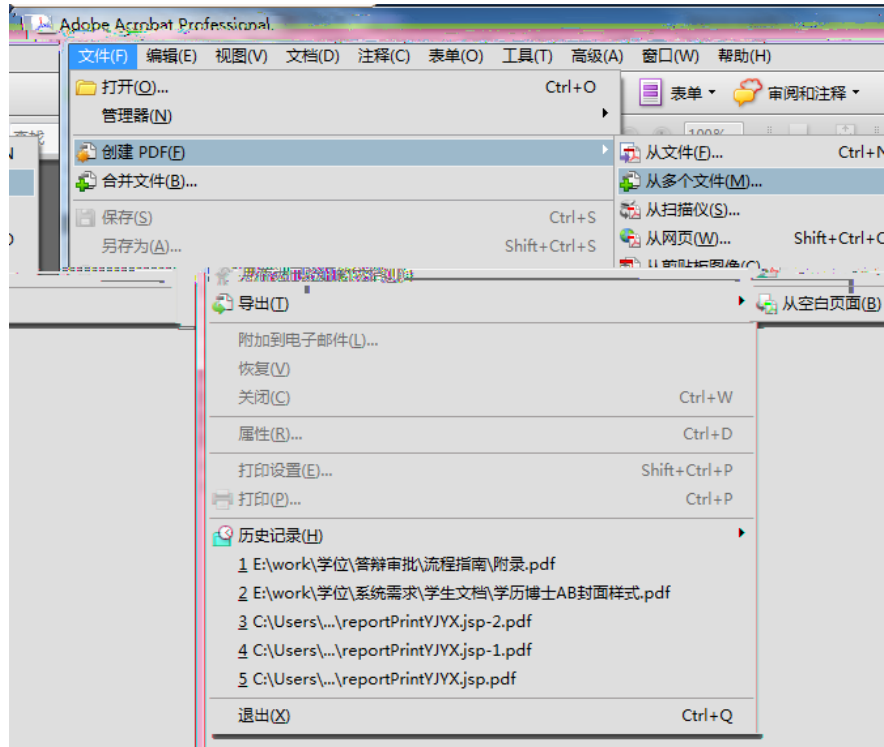 Adobe Acrobat Professional
文件(F) 编辑(E) 视图(V) 文档(D) 注释(C) 表单(O) 工具(T) 高级(A) 窗口(W) 帮助(H)
打开(O)... Ctrl+O
表单 审阅和注释
管理器(N)
100%
创建 PDF(F) 从文件(F)... Ctrl+N
合并文件(B)... 从多个文件(M)...
保存(S) Ctrl+S 从扫描仪(S)...
另存为(A)... Shift+Ctrl+S 从网页(W)... Shift+Ctrl+
从剪贴板图像(C)
导出(T) 从空白页面(B)
附加到电子邮件(L)...
恢复(V)
关闭(C) Ctrl+W
属性(R)... Ctrl+D
打印设置(E)... Shift+Ctrl+P
打印(P)... Ctrl+P
历史记录(H)
1 E:\work\学位\答辩审批\流程指南\附录.pdf
2 E:\work\学位\系统需求\学生文档\学历博士AB封面样式.pdf
3 C:\Users\...\reportPrintYJYX.jsp-2.pdf
4 C:\Users\...\reportPrintYJYX.jsp-1.pdf
5 C:\Users\...\reportPrintYJYX.jsp.pdf
退出(X) Ctrl+Q